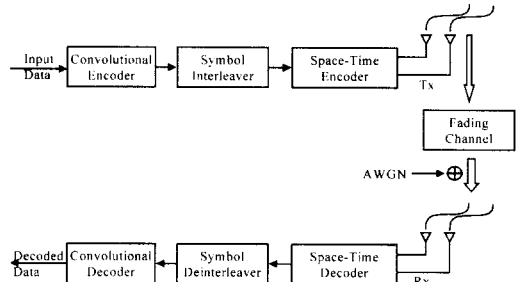 Input
Data
Convolutional
Encoder
Symbol
Interleaver
Space-Time
Encoder
Tx
Fading
Channel
AWGN
Decoded
Data
Convolutional
Decoder
Symbol
Deinterleaver
Space-Time
Decoder
Rx